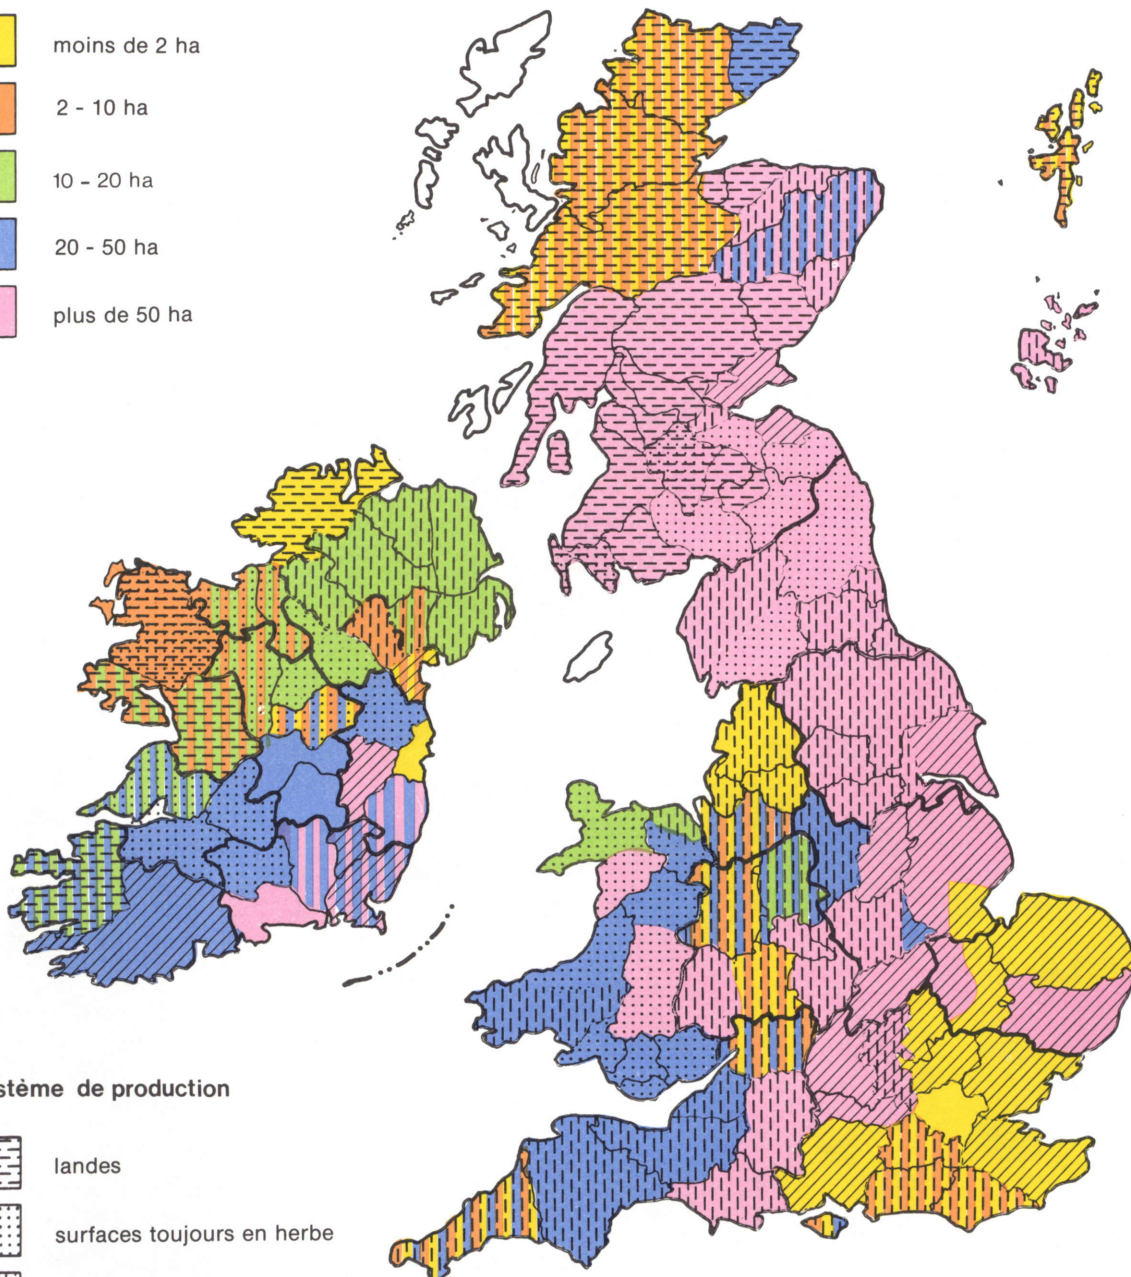 moins de 2 ha
2 - 10 ha
10 - 20 ha
20 - 50 ha
plus de 50 ha
stème de production
landes
surfaces toujours en herbe